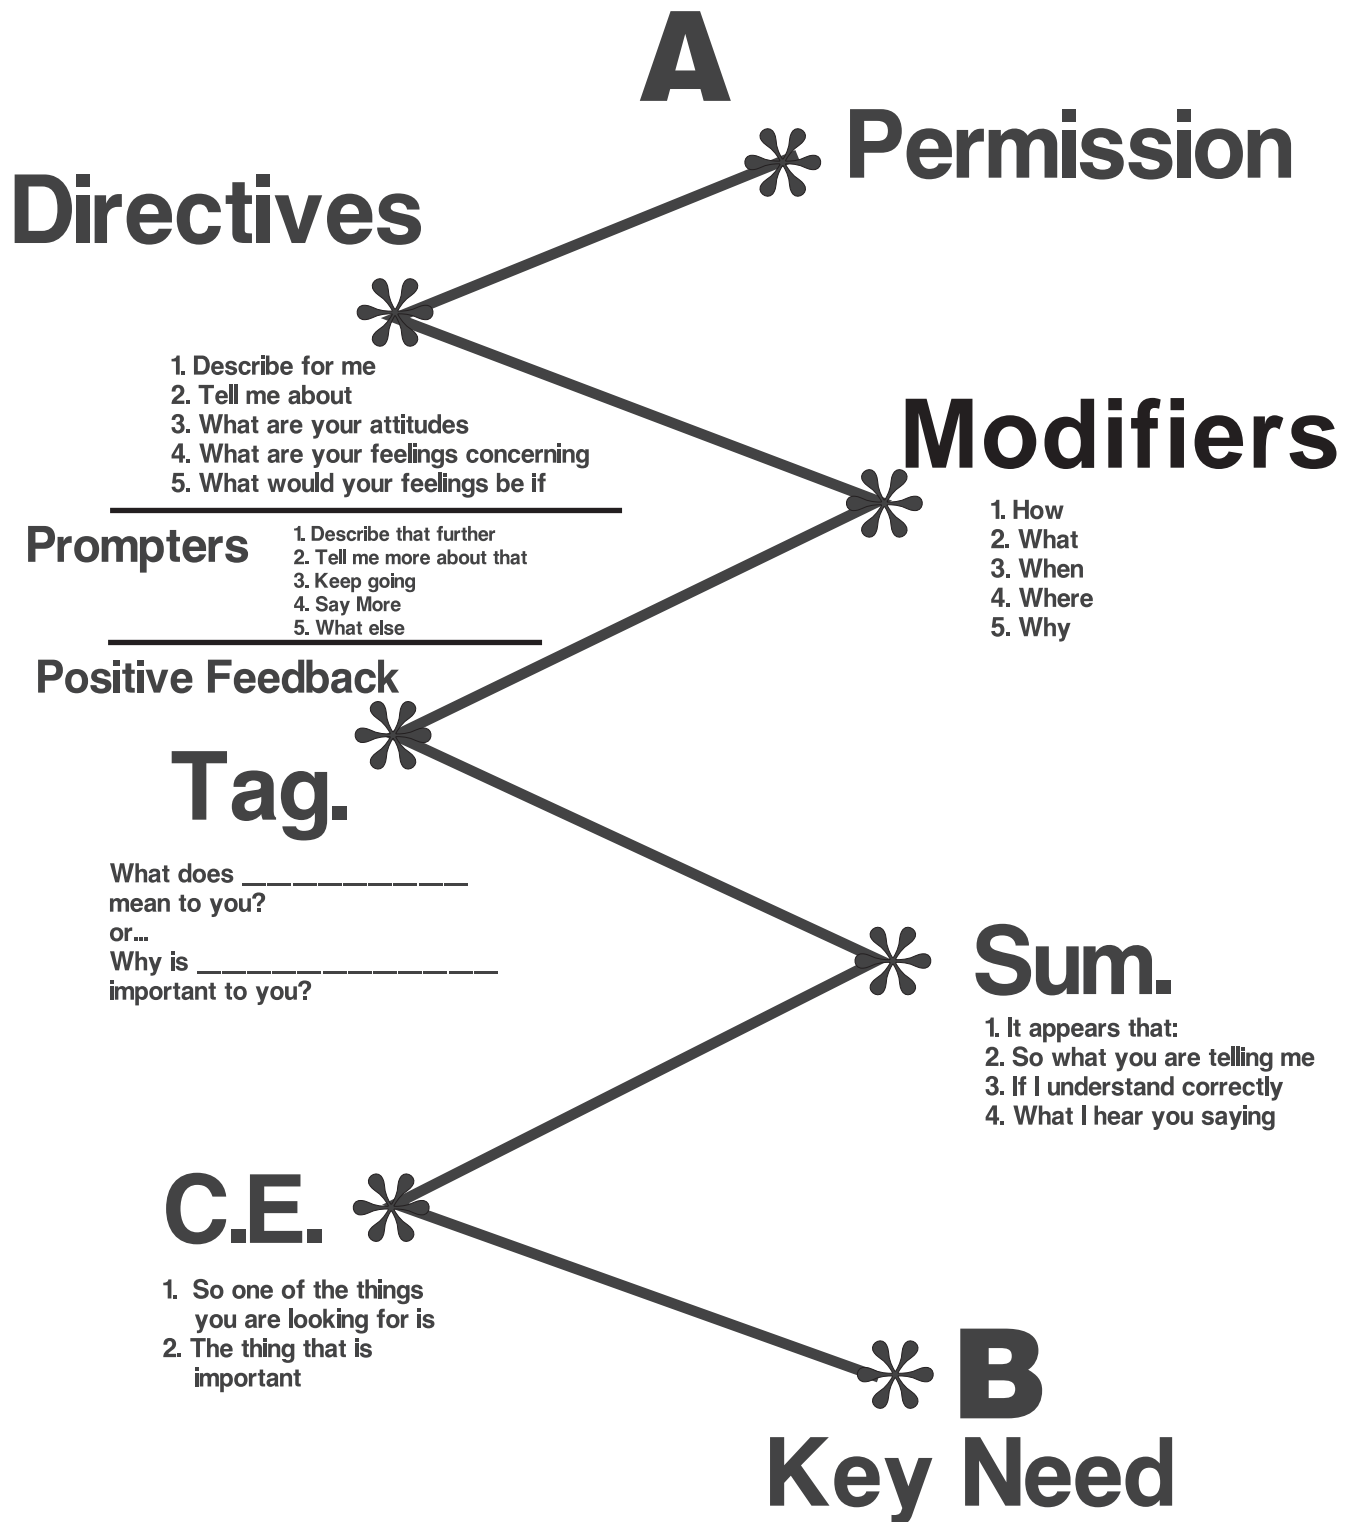 A
Permission
Directives
1. Describe for me
2. Tell me about
3. What are your attitudes
4. What are your feelings concerning
5. What would your feelings be if
Modifiers
1. How
2. What
3. When
4. Where
5. Why
Prompters
1. Describe that further
2. Tell me more about that
3. Keep going
4. Say More
5. What else
Positive Feedback
Tag.
What does _________
mean to you?
or...
Why is ____________
important to you?
Sum.
1. It appears that:
2. So what you are telling me
3. If I understand correctly
4. What I hear you saying
C.E.
1. So one of the things
you are looking for is
2. The thing that is
important
B
Key Need